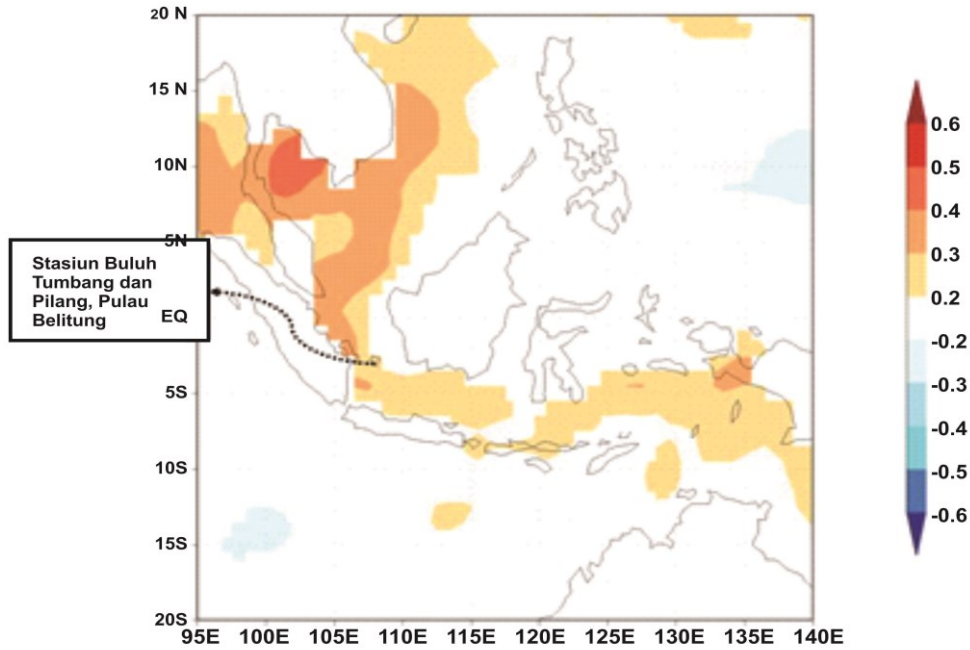 20 N
15 N
10N
5N
Stasiun Buluh
Tumbang dan
Pilang, Pulau
Belitung
EQ
5S
10S
15S
20S
95E 100E 105E 110E 115E 120E 125E 130E 135E 140E
0.6
0.5
0.4
0.3
0.2
-0.2
-0.3
-0.4
-0.5
-0.6